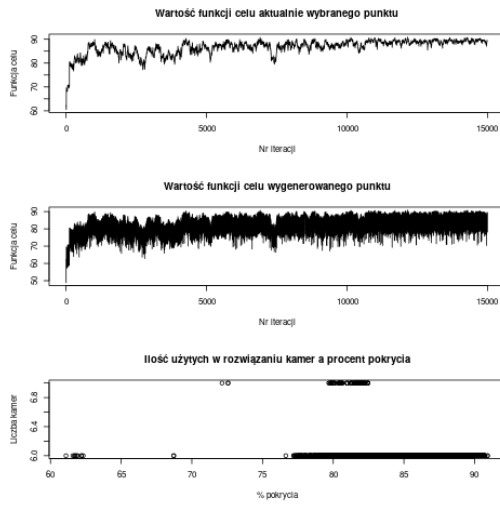 Wartość funkcji celu aktualnie wybranego punktu
Funkcja celu
60 70 80 90
0 5000 10000 15000
Nr iteracji
Wartość funkcji celu wygenerowanego punktu
Funkcja celu
50 60 70 80 90
0 5000 10000 15000
Nr iteracji
Ilość użytych w rozwiązaniu kamer a procent pokrycia
Liczba kamer
6.0 6.4 6.8
60 65 70 75 80 85 90
% pokrycia